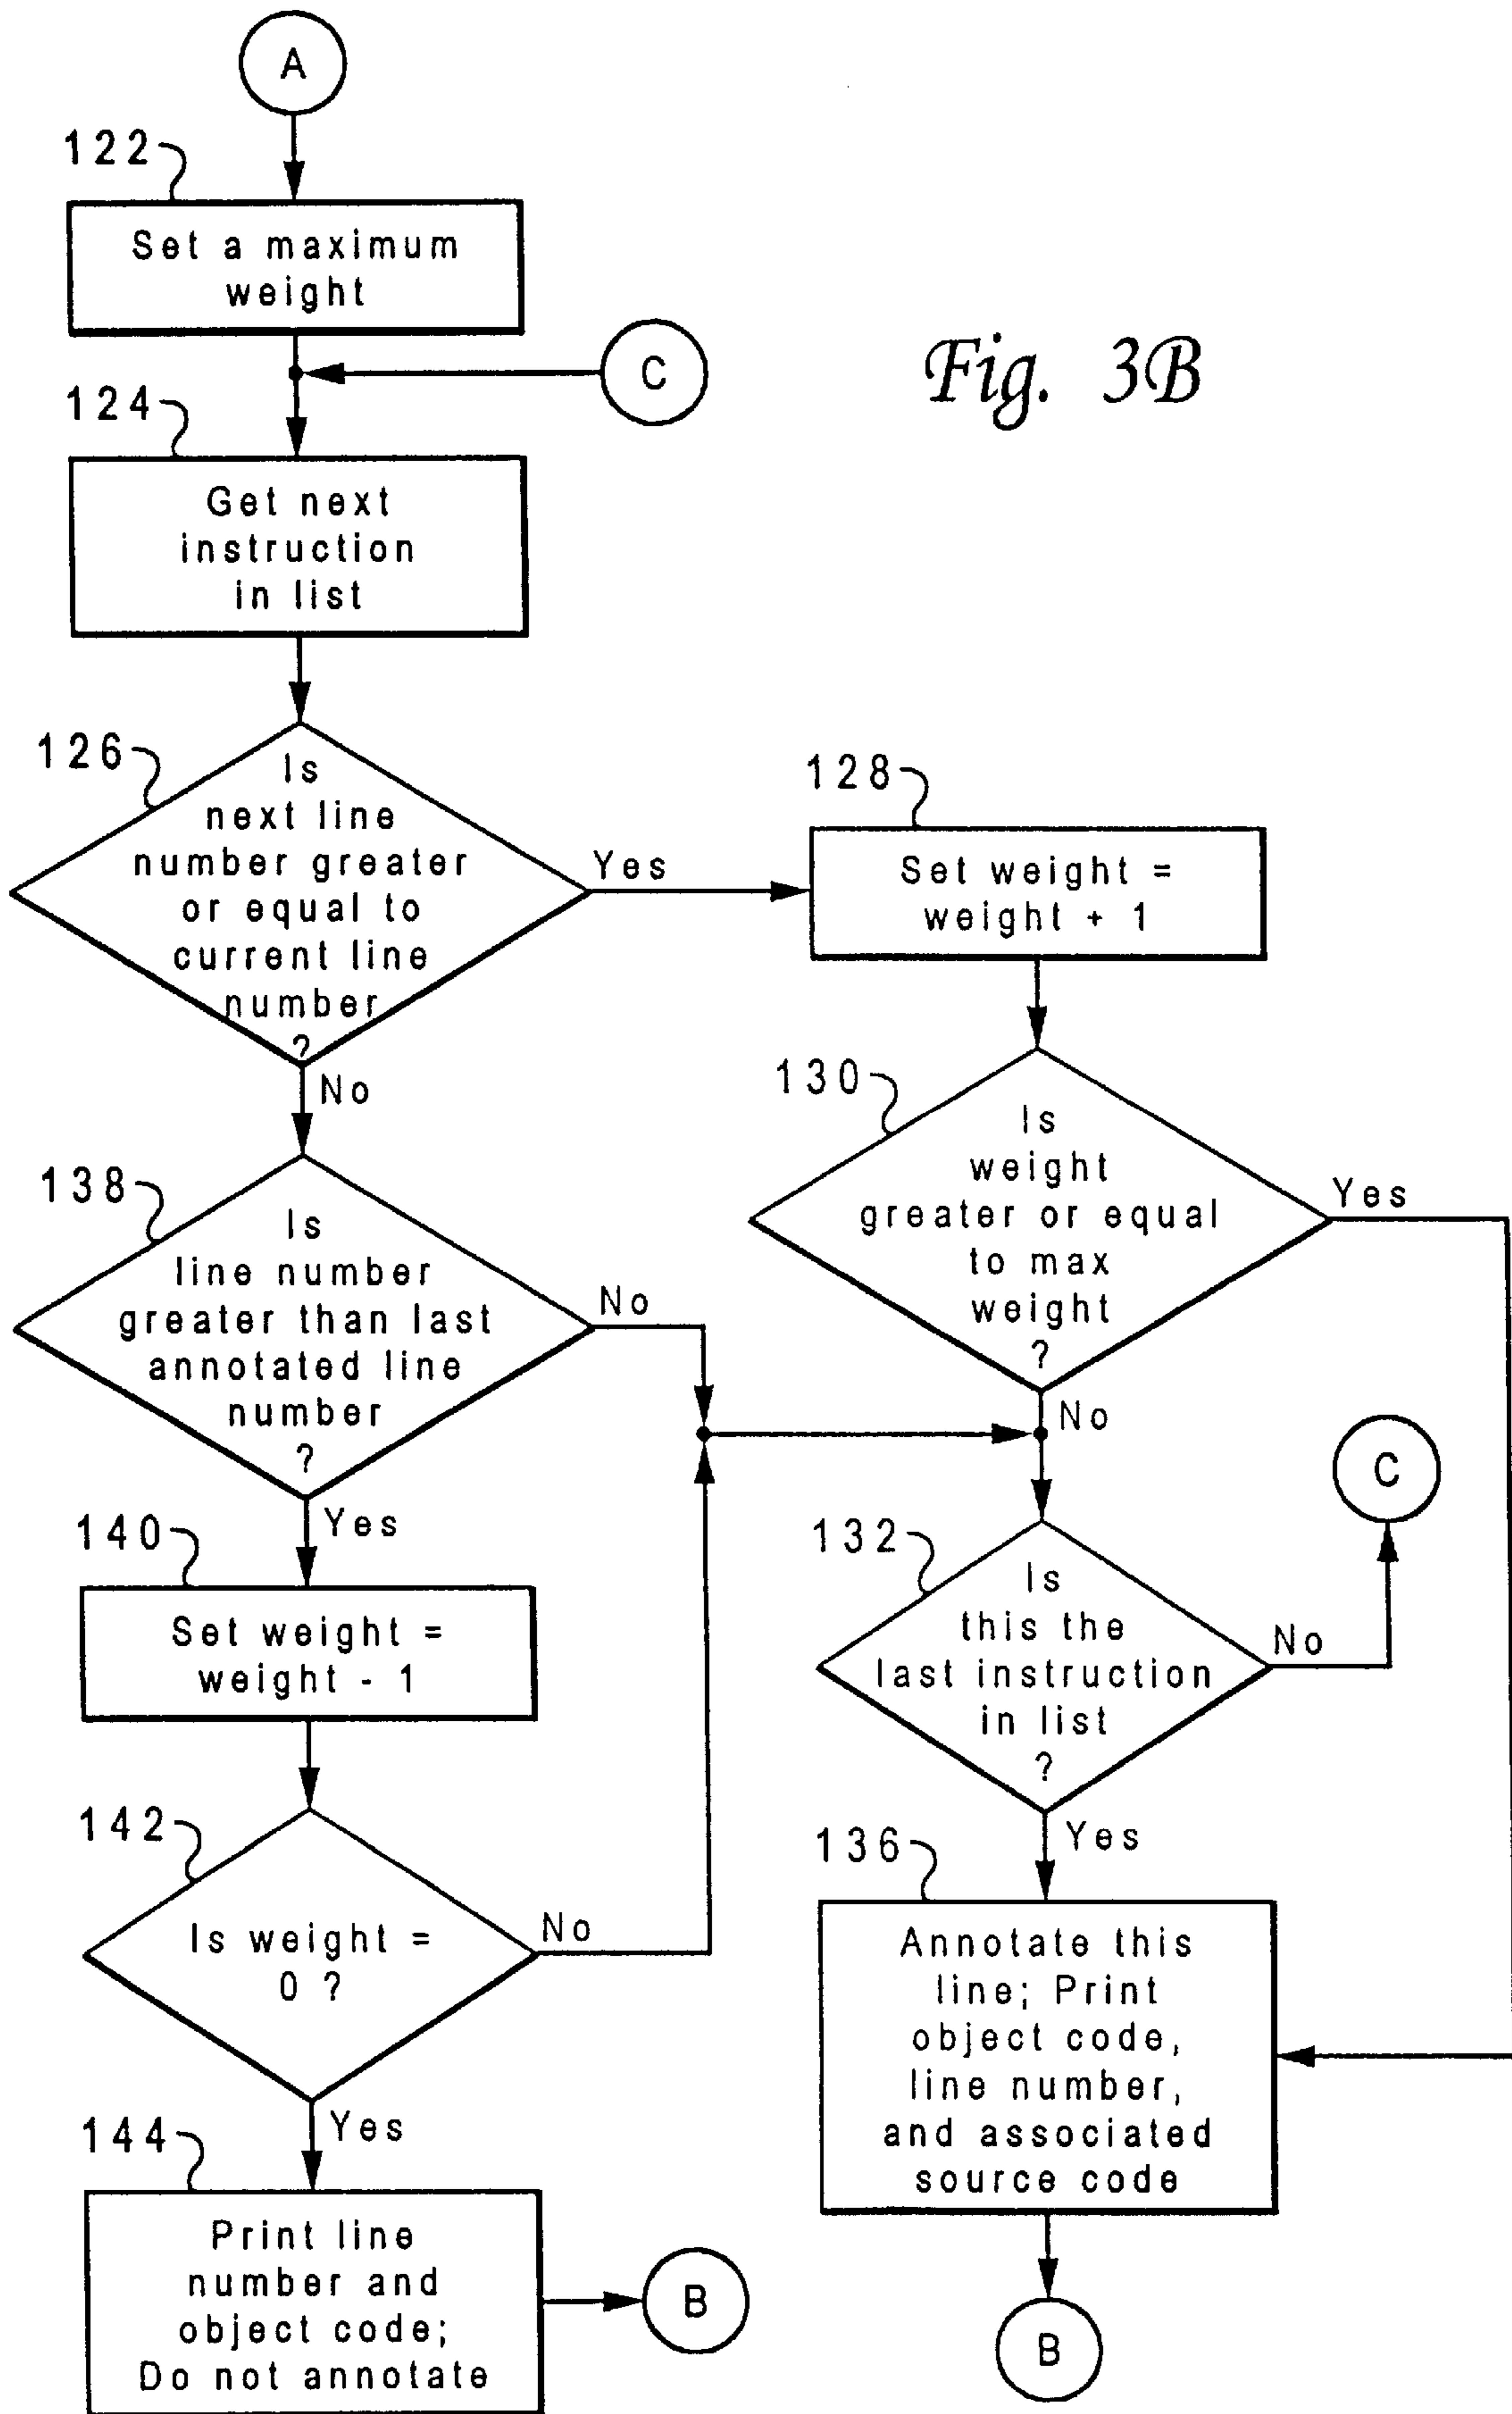 A
122
Set a maximum
weight
C
Fig. 3B
124
Get next
instruction
in list
126
Is
next line
number greater
or equal to
current line
number
?
Yes
No
128
Set weight =
weight + 1
130
Is
weight
greater or equal
to max
weight
?
Yes
No
138
Is
line number
greater than last
annotated line
number
?
No
Yes
C
132
Is
this the
last instruction
in list
?
No
Yes
140
Set weight =
weight - 1
142
Is weight =
0 ?
No
Yes
136
Annotate this
line; Print
object code,
line number,
and associated
source code
144
Print line
number and
object code;
Do not annotate
B
B